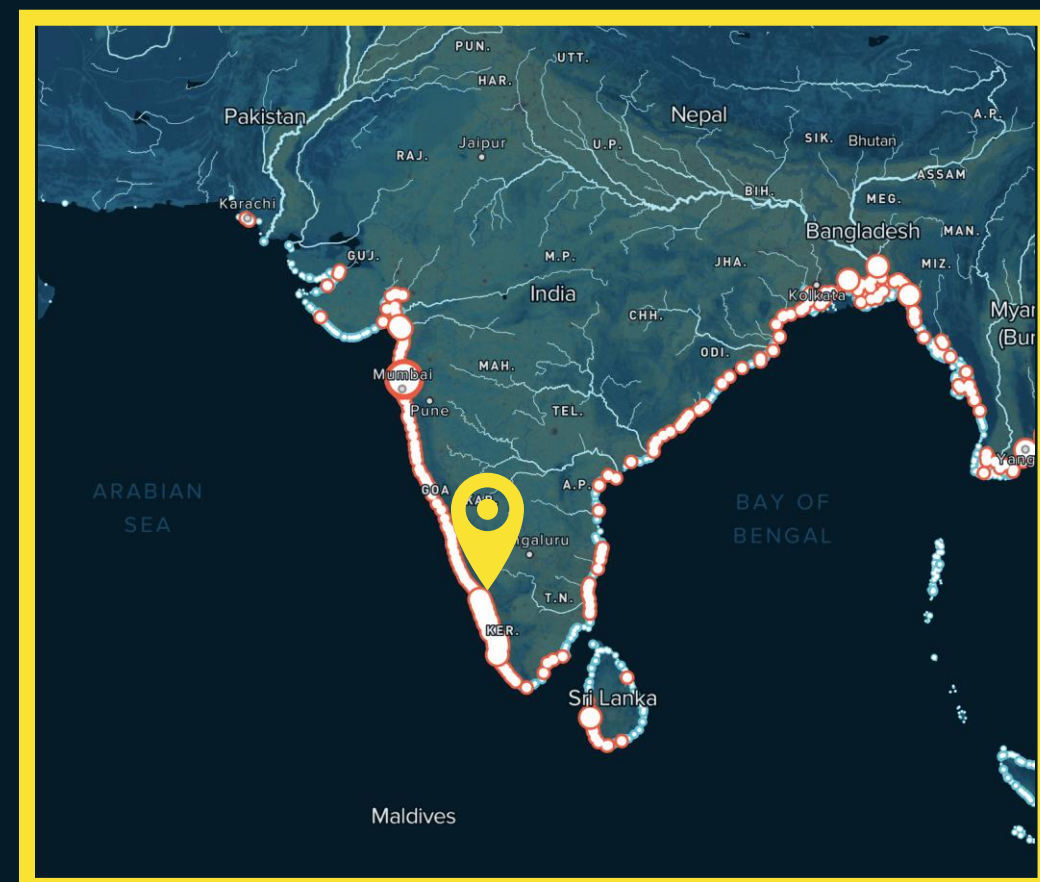 PUN.
UTT.
HAR.
Pakistan
Nepal
A.P.
Jaipur
U.P.
SIK.
Bhutan
RAJ.
ASSAM
BIH.
MEG.
Karachi
Bangladesh
MAN.
GUJ.
M.P.
JHA.
MIZ.
India
Kolkata
CHH.
Myar
(Bur
ODI.
MAH.
Mumbai
Pune
TEL.
Yang
A.P.
GOA
KAR.
ARABIAN
SEA
BAY OF
BENGAL
galuru
T.N.
KER.
Sri Lanka
Maldives